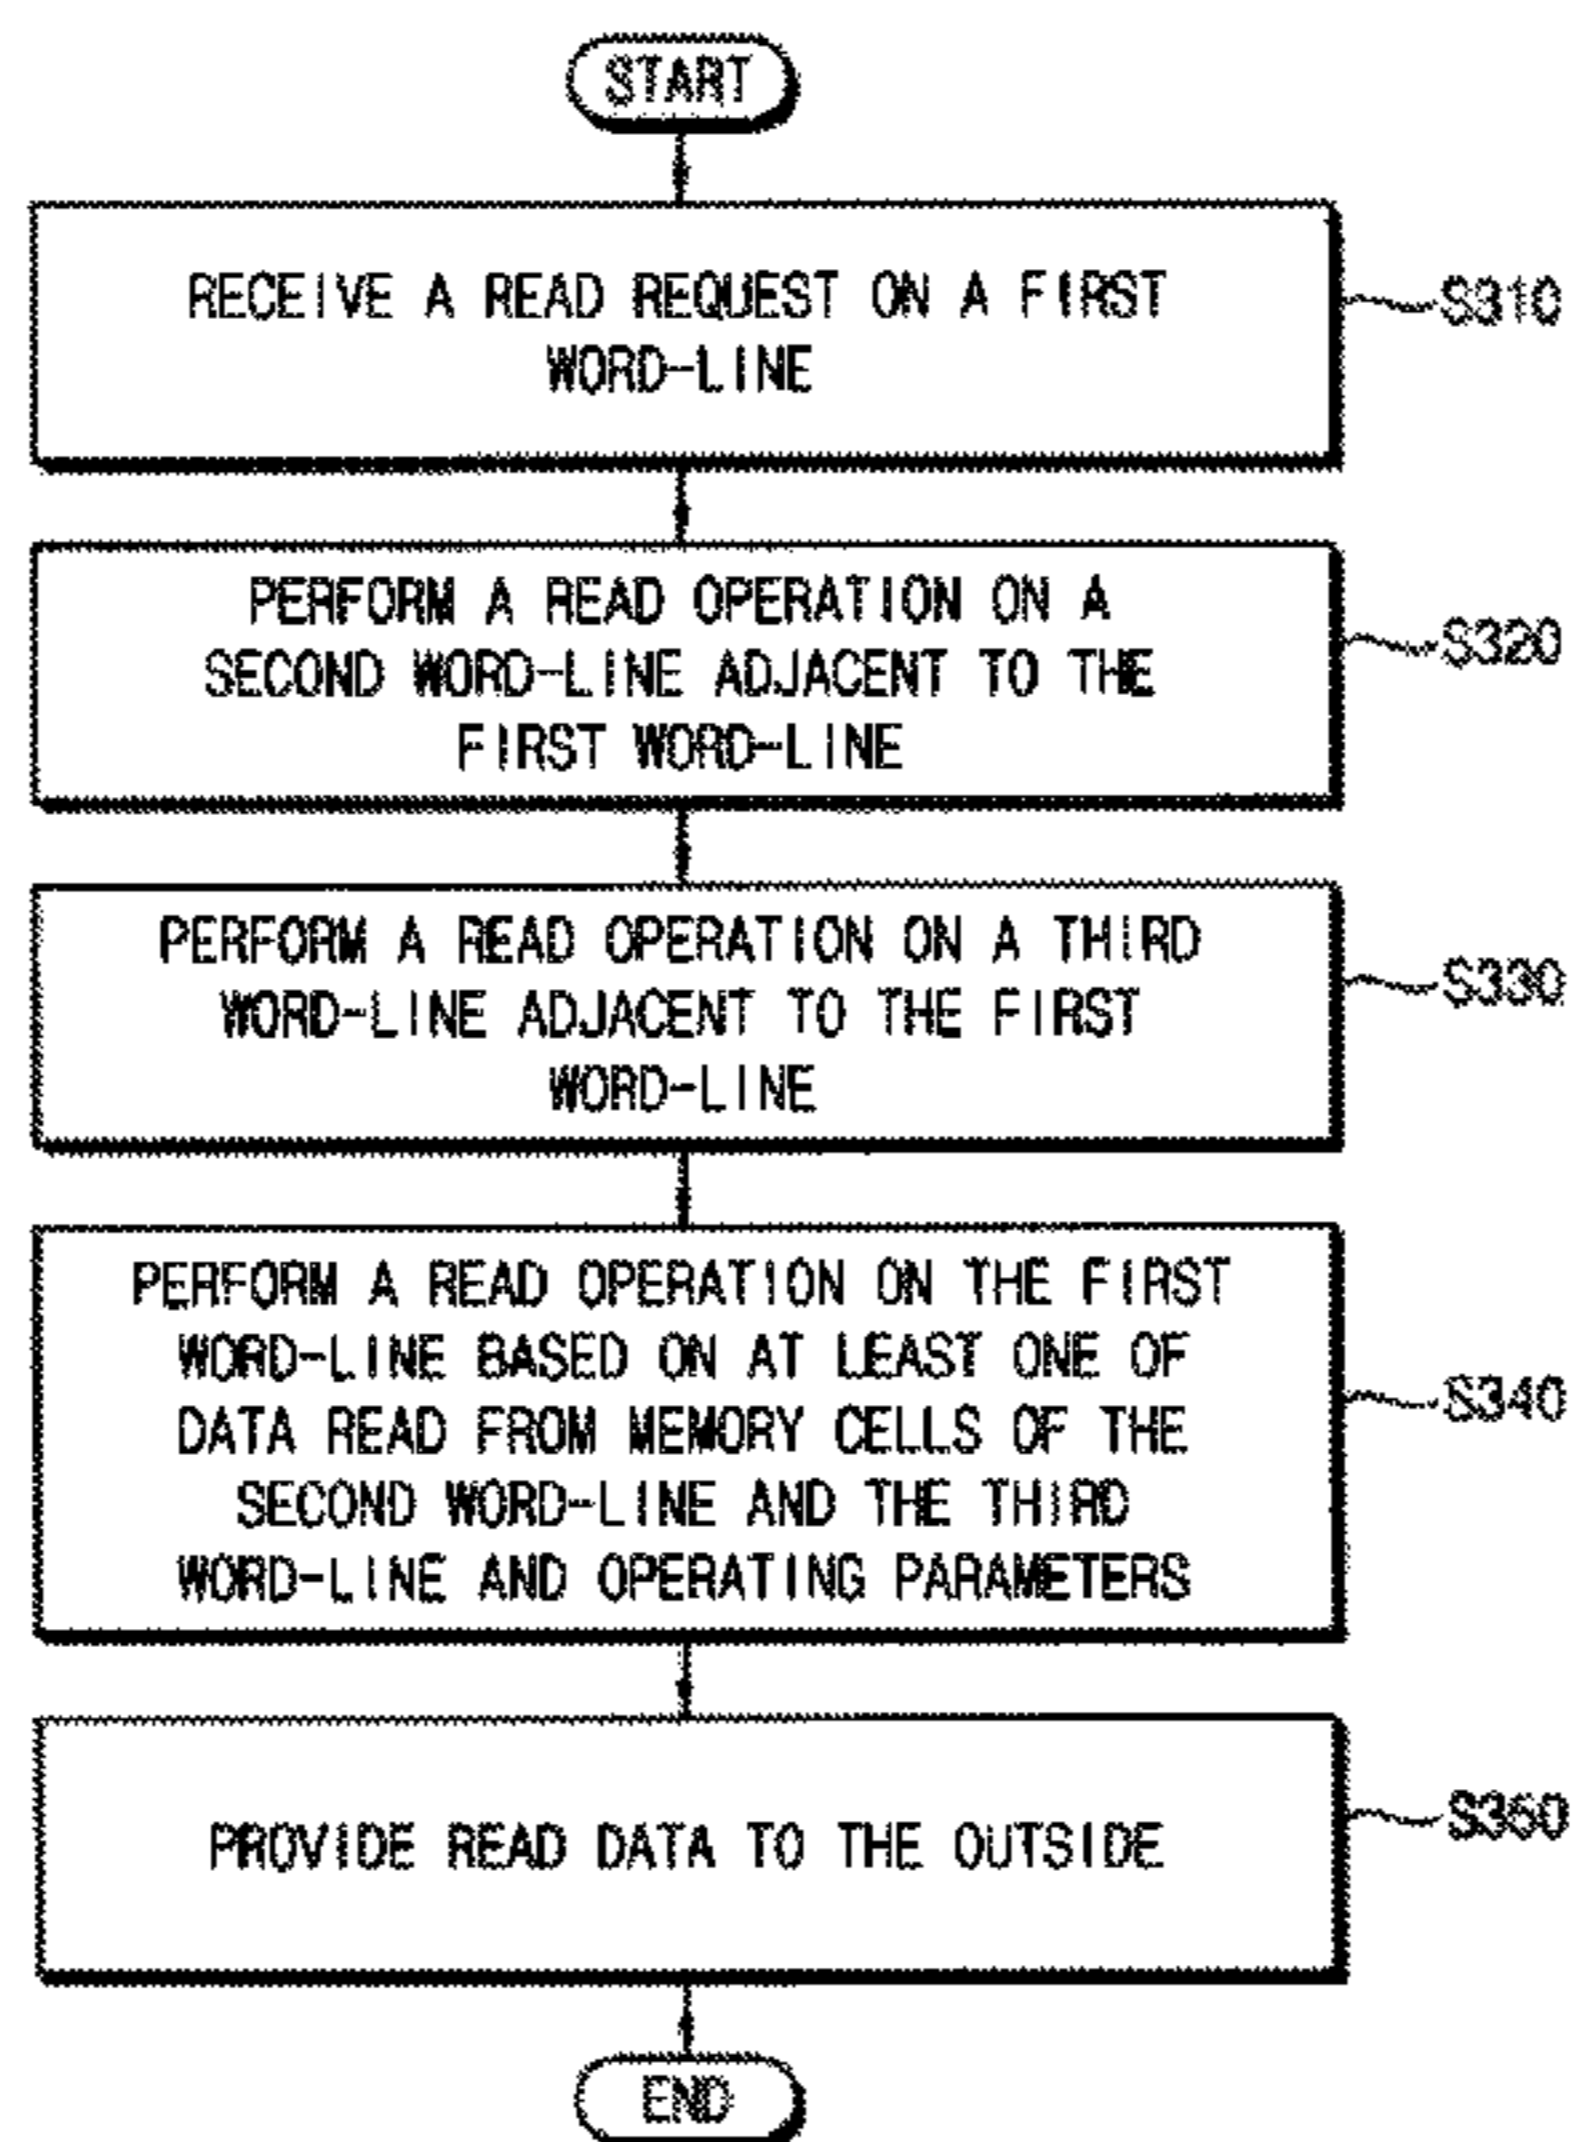 START
RECEIVE A READ REQUEST ON A FIRST
WORD-LINE
S310
PERFORM A READ OPERATION ON A
SECOND WORD-LINE ADJACENT TO THE
FIRST WORD-LINE
S320
PERFORM A READ OPERATION ON A THIRD
WORD-LINE ADJACENT TO THE FIRST
WORD-LINE
S330
PERFORM A READ OPERATION ON THE FIRST
WORD-LINE BASED ON AT LEAST ONE OF
DATA READ FROM MEMORY CELLS OF THE
SECOND WORD-LINE AND THE THIRD
WORD-LINE AND OPERATING PARAMETERS
S340
PROVIDE READ DATA TO THE OUTSIDE
S350
END